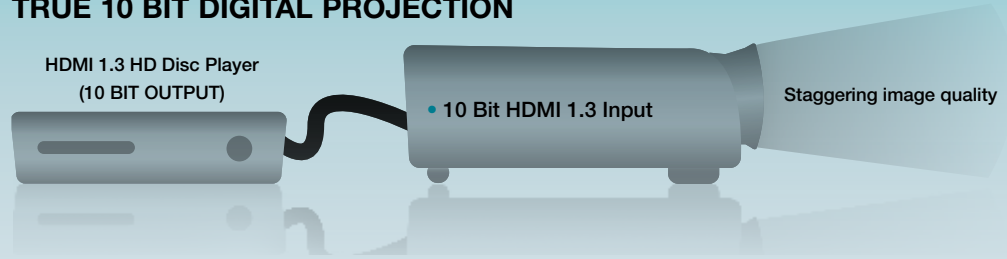 TRUE 10 BIT DIGITAL PROJECTION
HDMI 1.3 HD Disc Player
(10 BIT OUTPUT)
• 10 Bit HDMI 1.3 Input
Staggering image quality